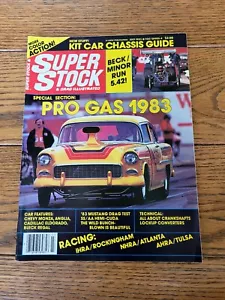 COLOR
ACTION!
KIT CAR CHASSIS GUIDE
SUPER
STOCK
& DRAG ILLUSTRATED
BECK/
MINOR
RUN
5.42!
SPECIAL SECTION:
PRO GAS 1983
CAR FEATURES:
CHEVY MONZA, ANGLIA,
CADILLAC ELDORADO,
BUICK REGAL
'83 MUSTANG DRAG TEST
SS/AA HEMI-CUDA
THE WILD BUNCH
BLOWN IS BEAUTIFUL
TECHNICAL:
ALL ABOUT CRANKSHAFTS
LOCKUP CONVERTERS
RACING:
IHRA/ROCKINGHAM
NHRA/ATLANTA
AHRA/TULSA